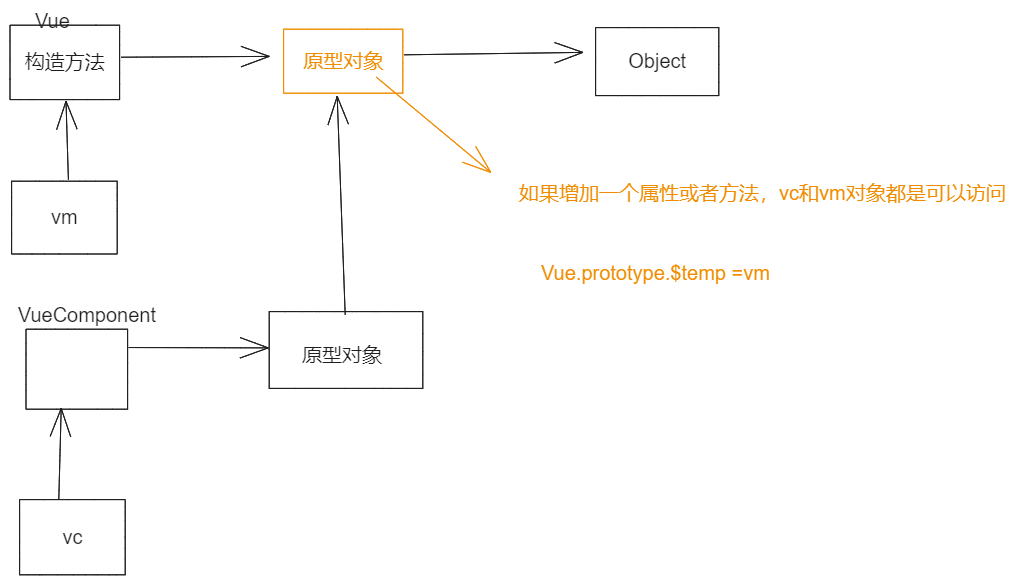 Vue
构造方法
原型对象
Object
vm
如果增加一个属性或者方法，vc和vm对象都是可以访问
Vue.prototype.$temp =vm
VueComponent
原型对象
vc